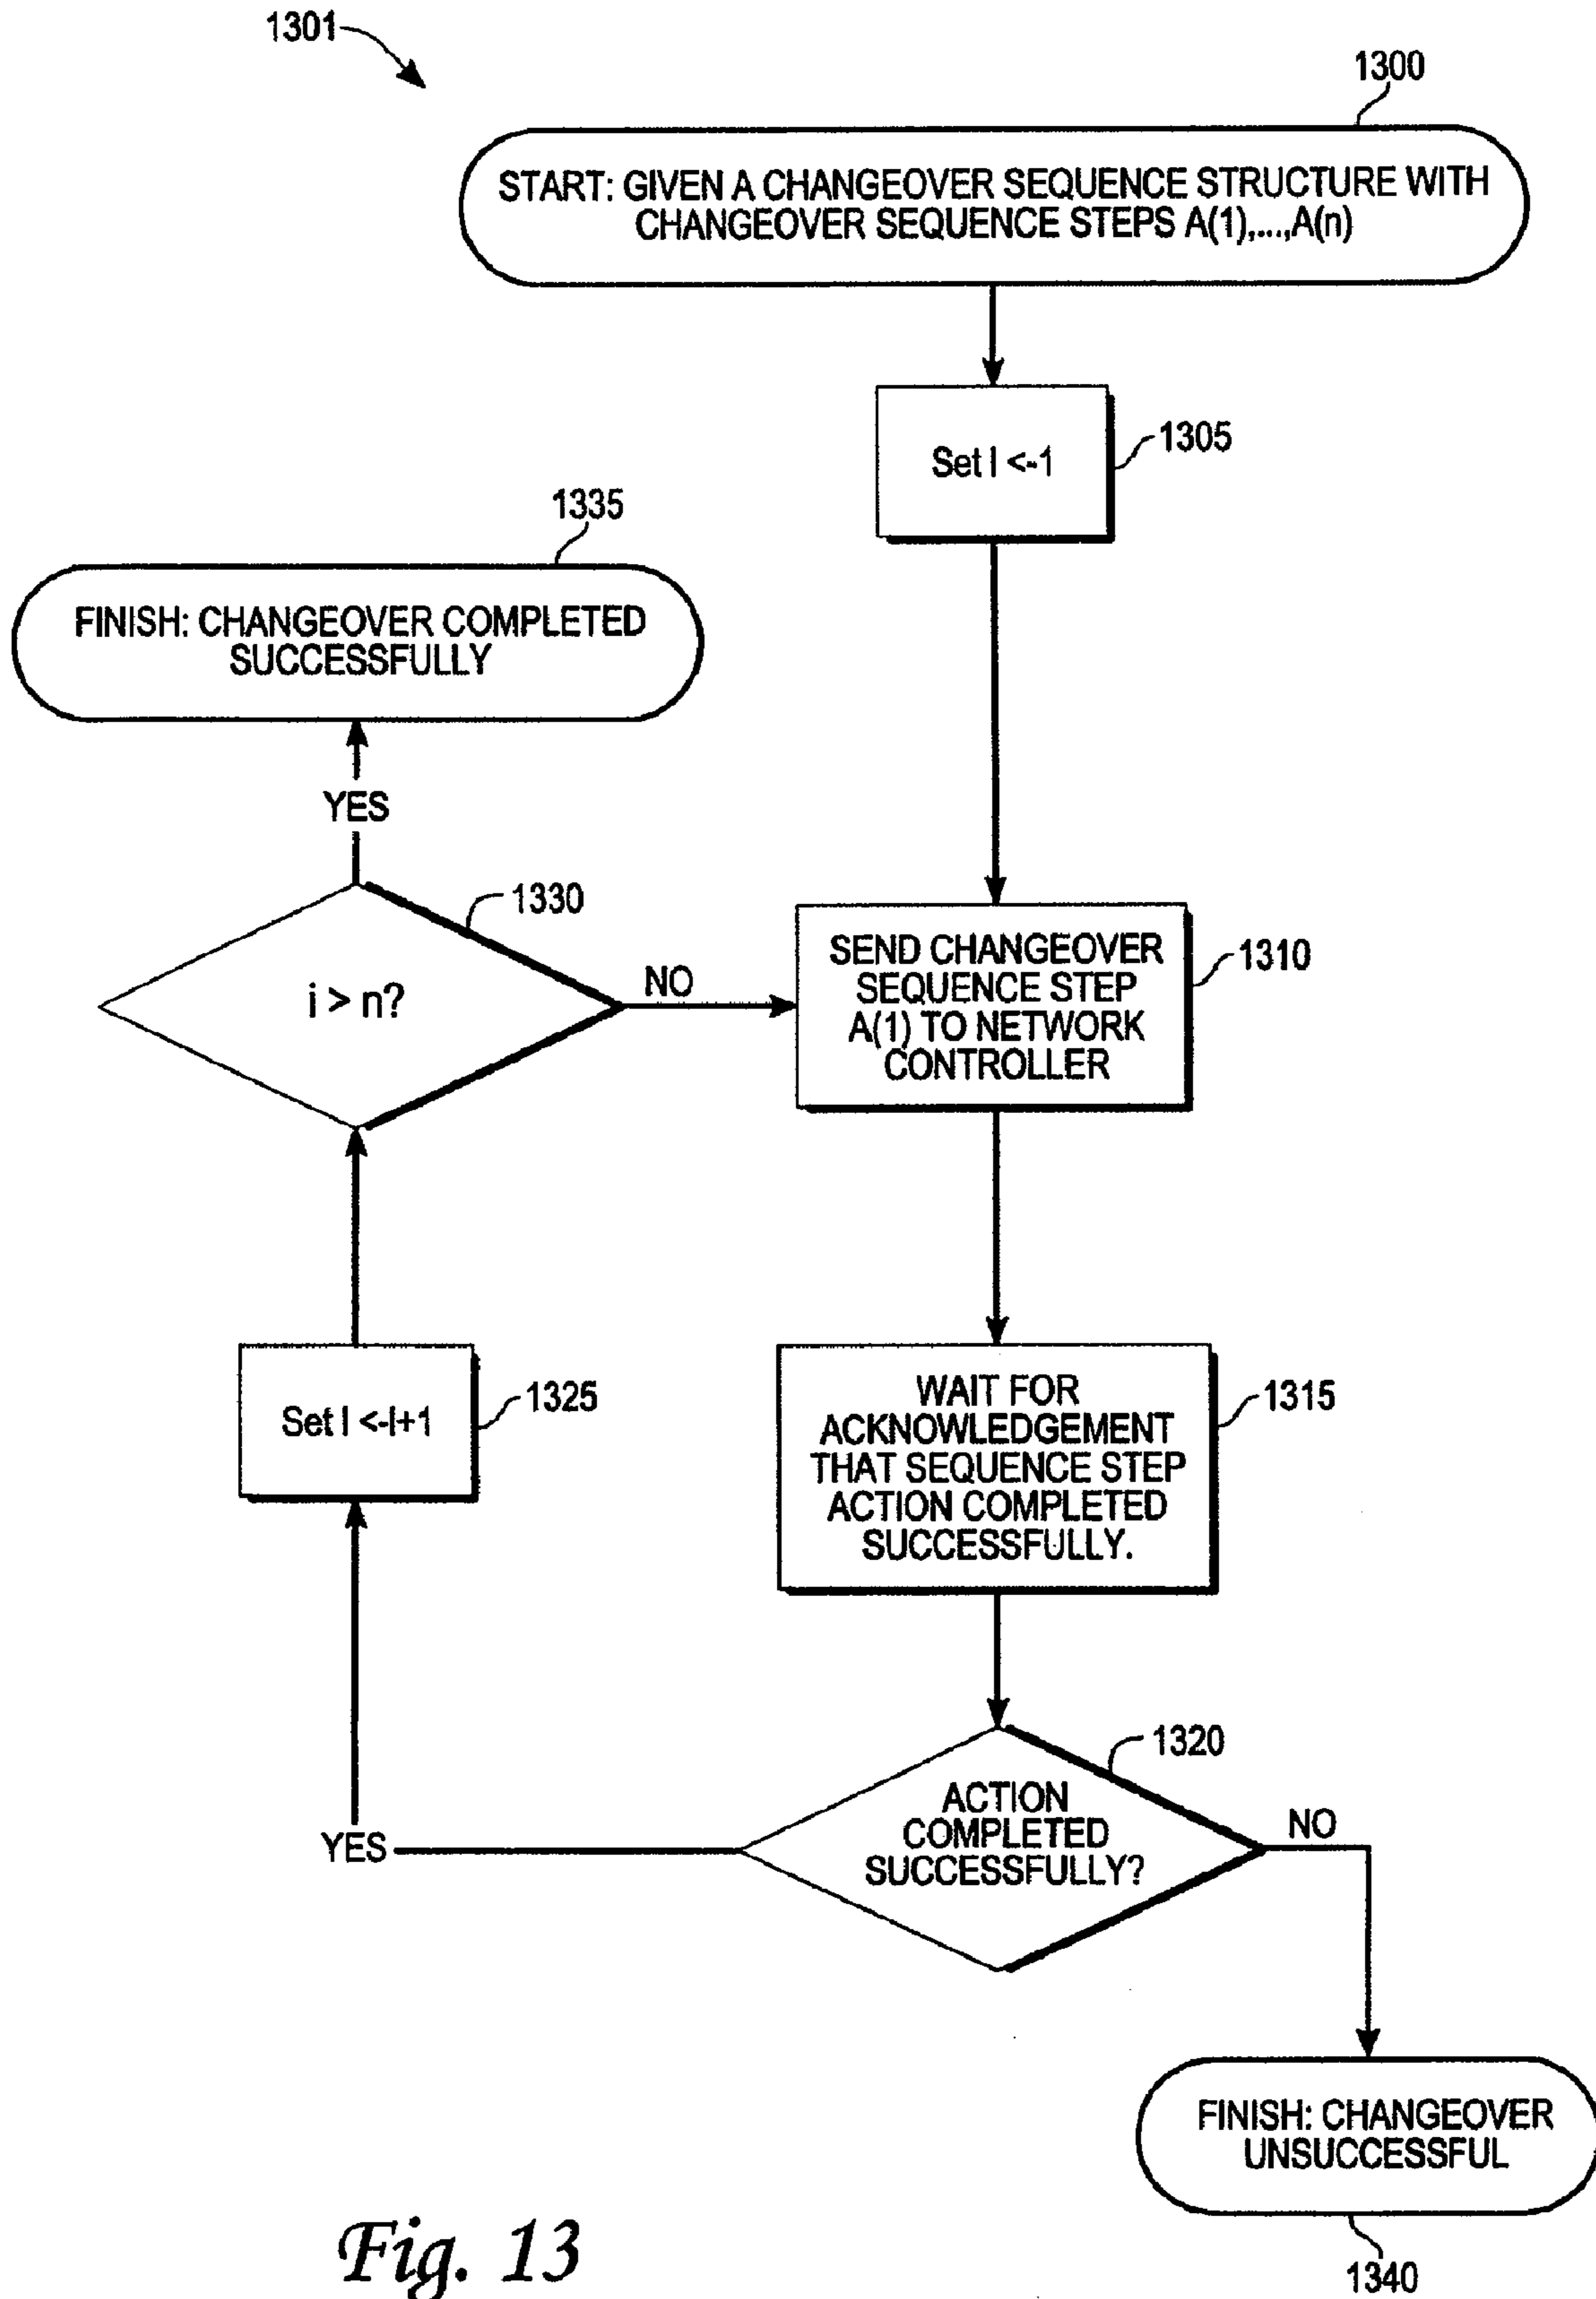 1301
1300
START: GIVEN A CHANGEOVER SEQUENCE STRUCTURE WITH
CHANGEOVER SEQUENCE STEPS A(1),...,A(n)
Set I <-1
1305
1335
FINISH: CHANGEOVER COMPLETED
SUCCESSFULLY
YES
1330
i > n?
NO
SEND CHANGEOVER
SEQUENCE STEP
A(1) TO NETWORK
CONTROLLER
1310
Set I <-I+1
1325
WAIT FOR
ACKNOWLEDGEMENT
THAT SEQUENCE STEP
ACTION COMPLETED
SUCCESSFULLY.
1315
1320
ACTION
COMPLETED
SUCCESSFULLY?
YES
NO
FINISH: CHANGEOVER
UNSUCCESSFUL
1340
Fig. 13